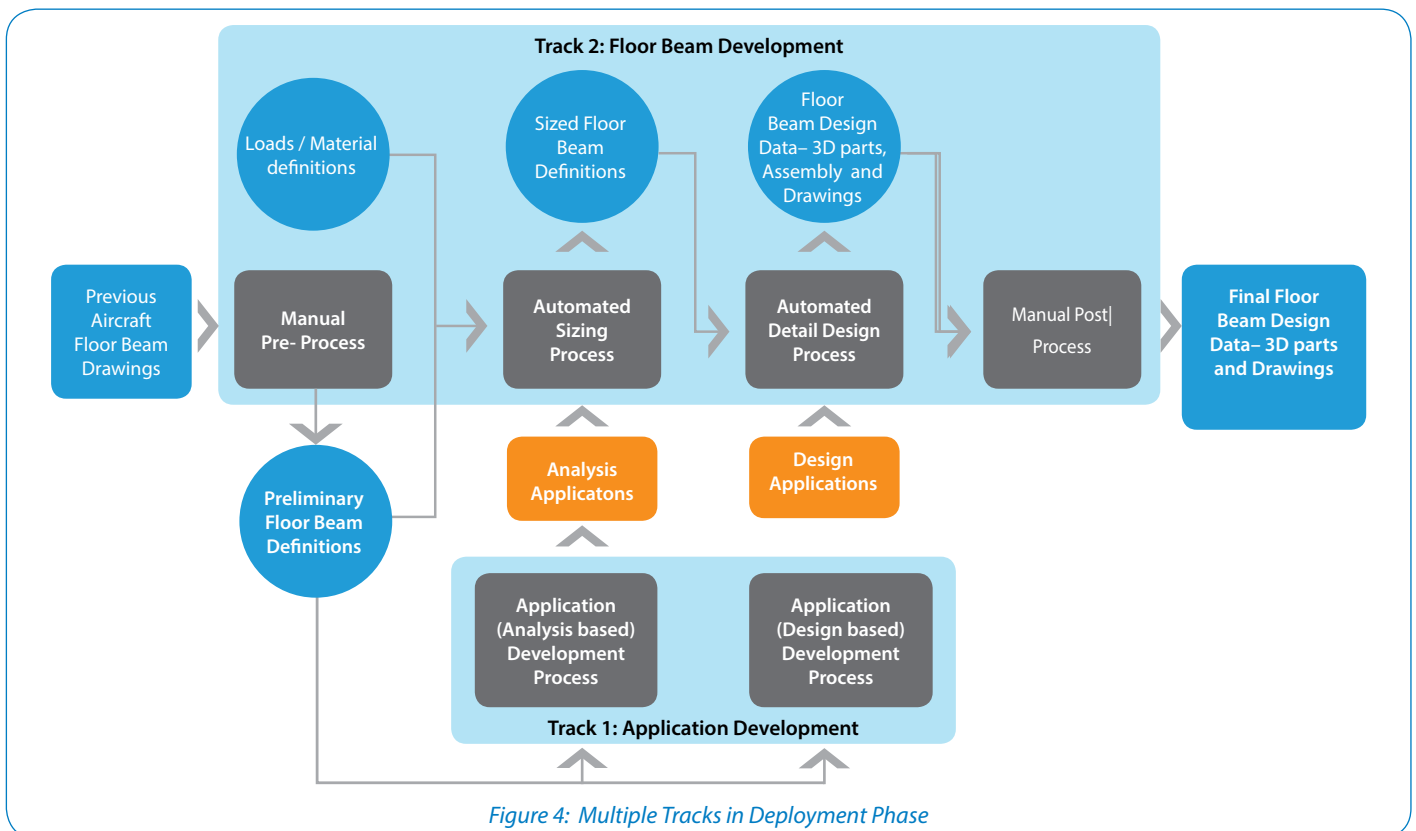 Track 2: Floor Beam Development
Loads / Material
definitions
Sized Floor
Beam
Definitions
Floor
Beam Design
Data– 3D parts,
Assembly and
Drawings
Previous
Aircraft
Floor Beam
Drawings
Manual
Pre- Process
Automated
Sizing
Process
Automated
Detail Design
Process
Manual Post|
Process
Final Floor
Beam Design
Data– 3D parts
and Drawings
Preliminary
Floor Beam
Definitions
Analysis
Applicatons
Design
Applications
Application
(Analysis based)
Development
Process
Application
(Design based)
Development
Process
Track 1: Application Development
Figure 4: Multiple Tracks in Deployment Phase